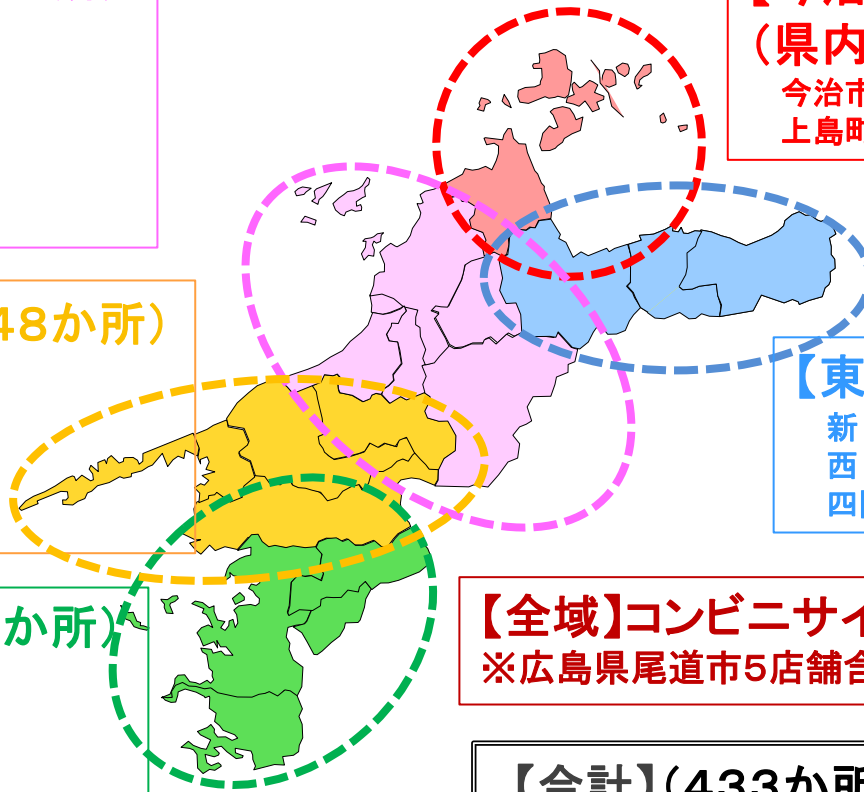 （県内
今治市
上島町
48か所）
【東
新
西
四
か所）
【全域】コンビニサイ
※広島県尾道市5店舗合
【合計】（433か所